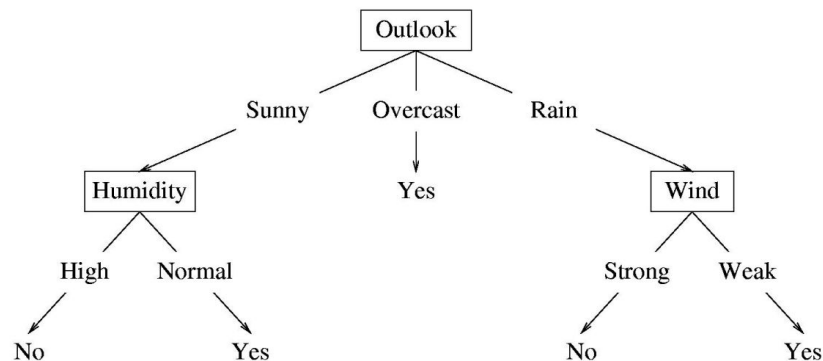 Outlook
Sunny Overcast Rain
Humidity Yes Wind
High Normal Strong Weak
No Yes No Yes